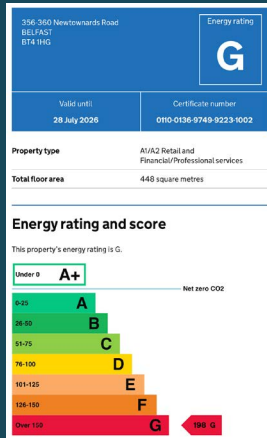 356-360 Newtownards Road
BELFAST
BT4 1HG
Energy rating
G
Valid until
28 July 2026
Certificate number
0110-0136-9749-9223-1002
Property type
A1/A2 Retail and
Financial/Professional services
Total floor area
448 square metres
Energy rating and score
This property's energy rating is G.
Under 0 A+
Net zero CO2
0-25 A
26-50 B
51-75 C
76-100 D
101-125 E
126-150 F
Over 150 G
198 G